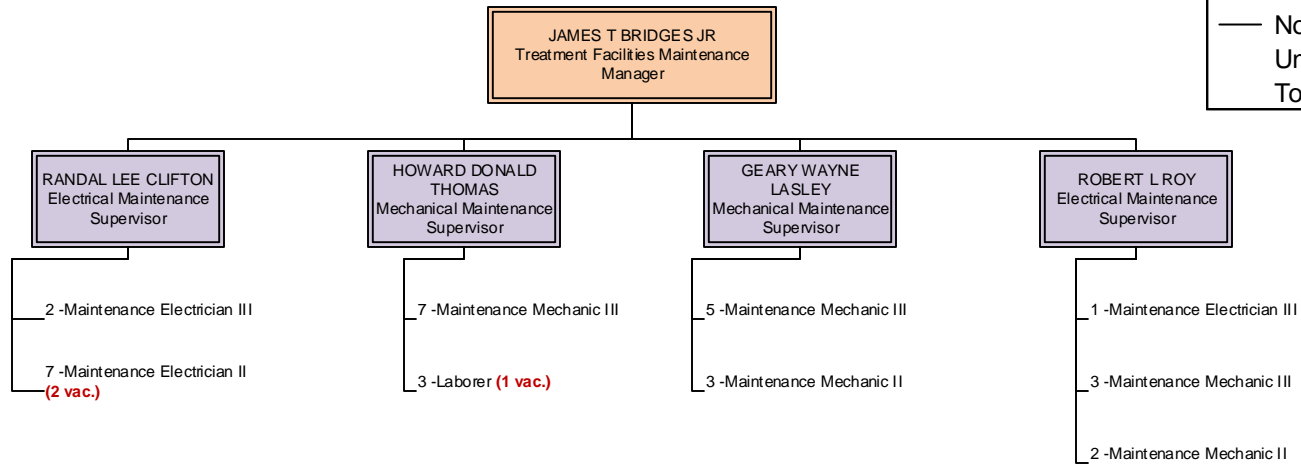 JAMES T BRIDGES JR
Treatment Facilities Maintenance
Manager
RANDAL LEE CLIFTON
Electrical Maintenance
Supervisor
2 -Maintenance Electrician III
7 -Maintenance Electrician II
(2 vac.)
HOWARD DONALD
THOMAS
Mechanical Maintenance
Supervisor
7 -Maintenance Mechanic III
3 -Laborer (1 vac.)
GEARY WAYNE
LASLEY
Mechanical Maintenance
Supervisor
5 -Maintenance Mechanic III
3 -Maintenance Mechanic II
ROBERT L ROY
Electrical Maintenance
Supervisor
1 -Maintenance Electrician III
3 -Maintenance Mechanic III
2 -Maintenance Mechanic II